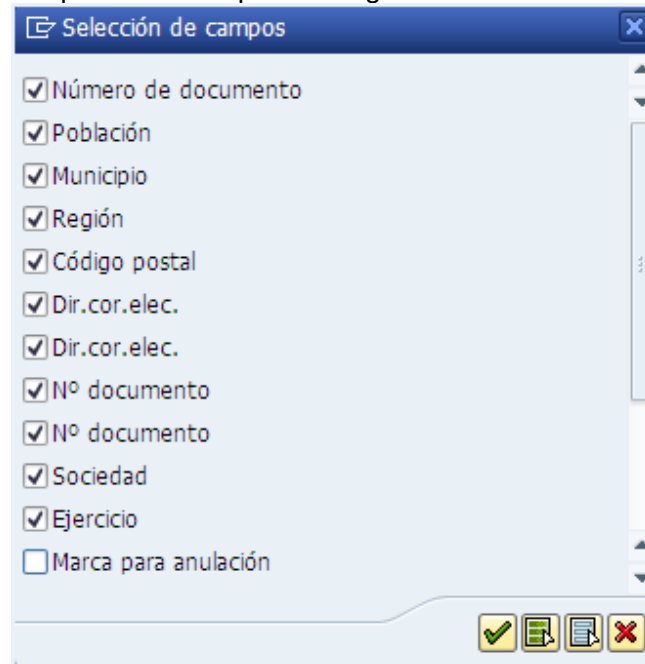 Selección de campos
Número de documento
Población
Municipio
Región
Código postal
Dir.cor.elec.
Dir.cor.elec.
Nº documento
Nº documento
Sociedad
Ejercicio
Marca para anulación